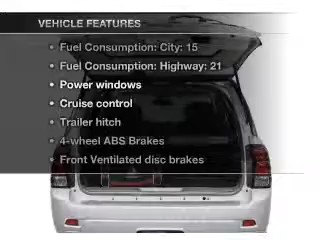 VEHICLE FEATURES
• Fuel Consumption: City: 15
• Fuel Consumption: Highway: 21
• Power windows
• Cruise control
• Trailer hitch
• 4-wheel ABS Brakes
• Front Ventilated disc brakes